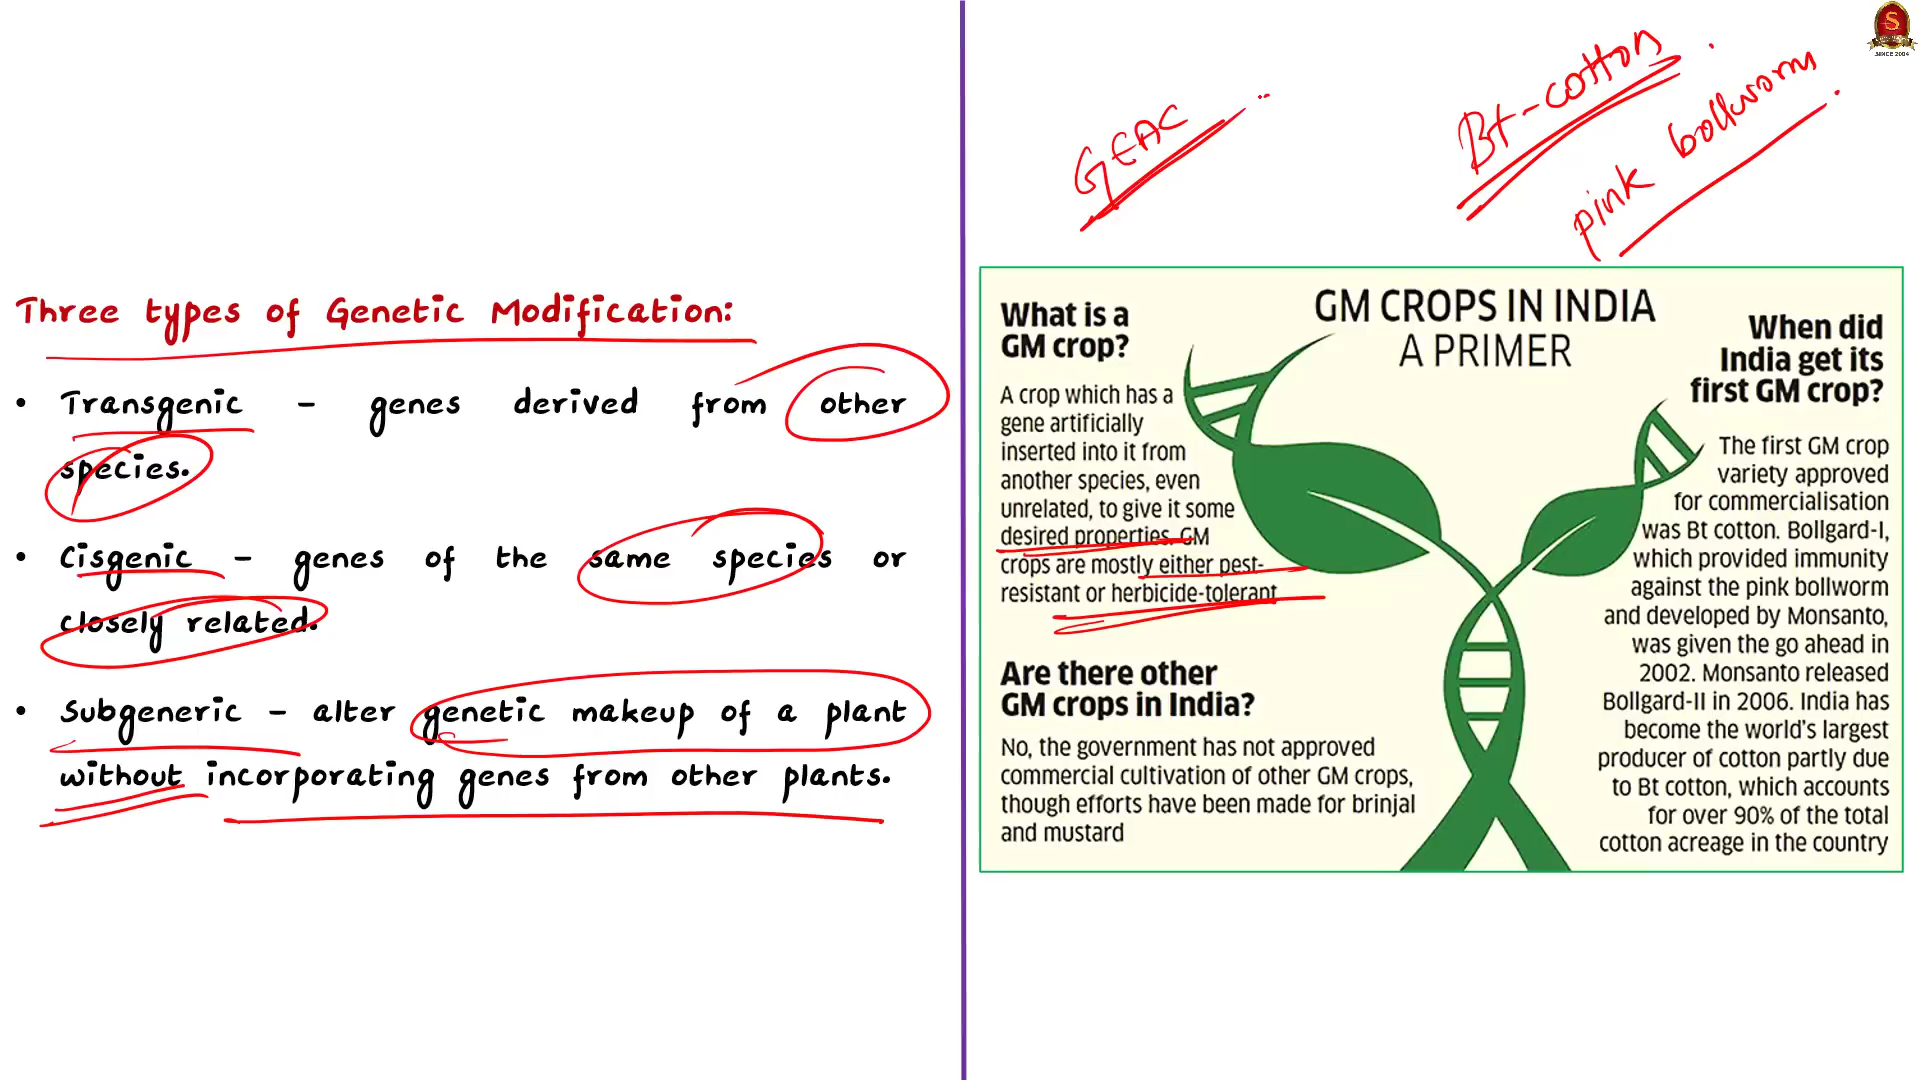 Three types of Genetic Modification:
• Transgenic – genes derived from other
species.
• Cisgenic – genes of the same species or
closely related.
• Subgeneric – alter genetic makeup of a plant
without incorporating genes from other plants.
S
SINCE 2004
GEAC
Bt-cotton
pink bollworm
GM CROPS IN INDIA
A PRIMER
What is a
GM crop?
A crop which has a
gene artificially
inserted into it from
another species, even
unrelated, to give it some
desired properties. GM
crops are mostly either pest-
resistant or herbicide-tolerant
Are there other
GM crops in India?
No, the government has not approved
commercial cultivation of other GM crops,
though efforts have been made for brinjal
and mustard
When did
India get its
first GM crop?
The first GM crop
variety approved
for commercialisation
was Bt cotton. Bollgard-I,
which provided immunity
against the pink bollworm
and developed by Monsanto,
was given the go ahead in
2002. Monsanto released
Bollgard-II in 2006. India has
become the world's largest
producer of cotton partly due
to Bt cotton, which accounts
for over 90% of the total
cotton acreage in the country